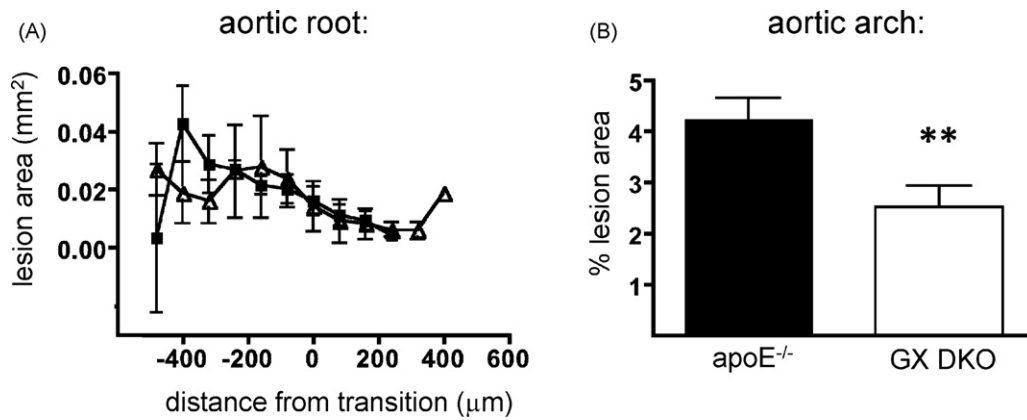 (A) aortic root:
lesion area (mm²)
0.06
0.04
0.02
0.00
-400 -200 0 200 400 600
distance from transition (μm)
(B) aortic arch:
% lesion area
5
4
3
2
1
**
apoE⁻/⁻ GX DKO